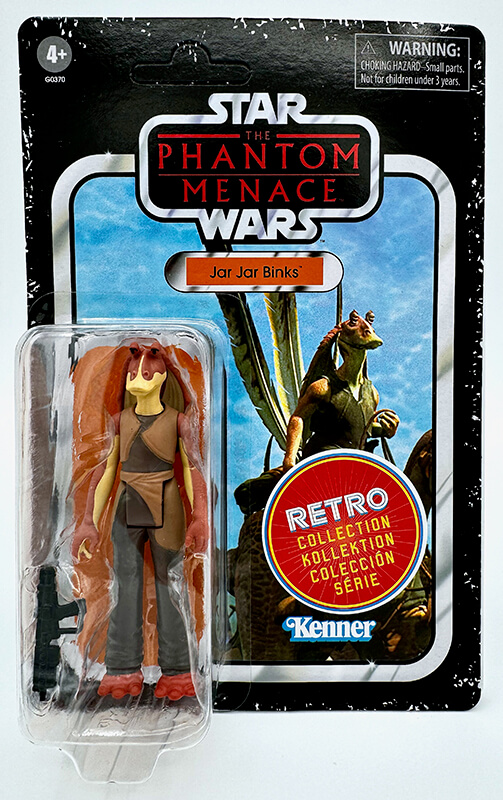 4+
G0370
WARNING:
CHOKING HAZARD–Small parts.
Not for children under 3 years.
STAR
THE
PHANTOM
MENACE
WARS™
Jar Jar Binks™
RETRO
COLLECTION
KOLLEKTION
COLECCIÓN
SÉRIE
Kenner